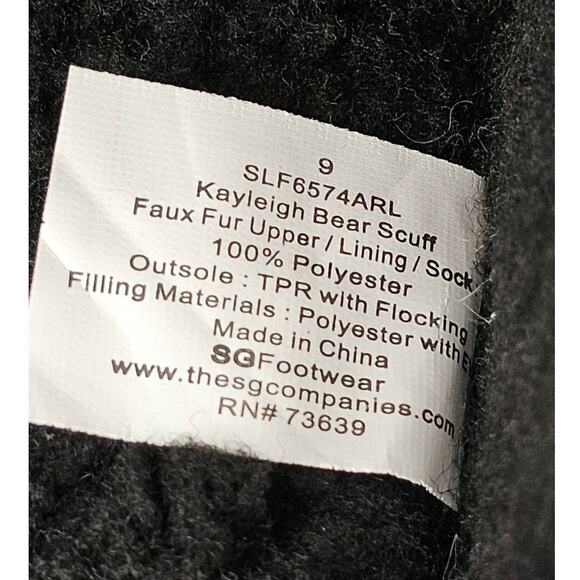 9
SLF6574ARL
Kayleigh Bear Scuff
Faux Fur Upper / Lining / Sock
100% Polyester
Outsole : TPR with Flocking
Filling Materials : Polyester with
Made in China
SGFootwear
www.thesgcompanies.com
RN# 73639